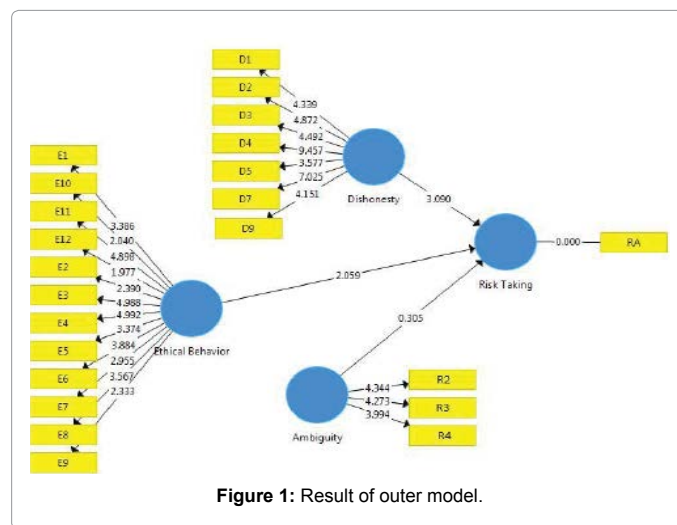 D1
D2
D3
D4
D5
D7
D9
4.339
4.872
4.492
9.457
3.577
7.025
4.151
Dishonesty
3.090
E1
E10
E11
E12
E2
E3
E4
E5
E6
E7
E8
E9
3.386
2.040
4.898
1.977
2.390
4.988
4.992
3.374
3.884
2.955
3.567
2.333
Ethical Behavior
2.059
Risk Taking
0.000
RA
0.305
Ambiguity
4.344
4.273
3.994
R2
R3
R4
Figure 1: Result of outer model.